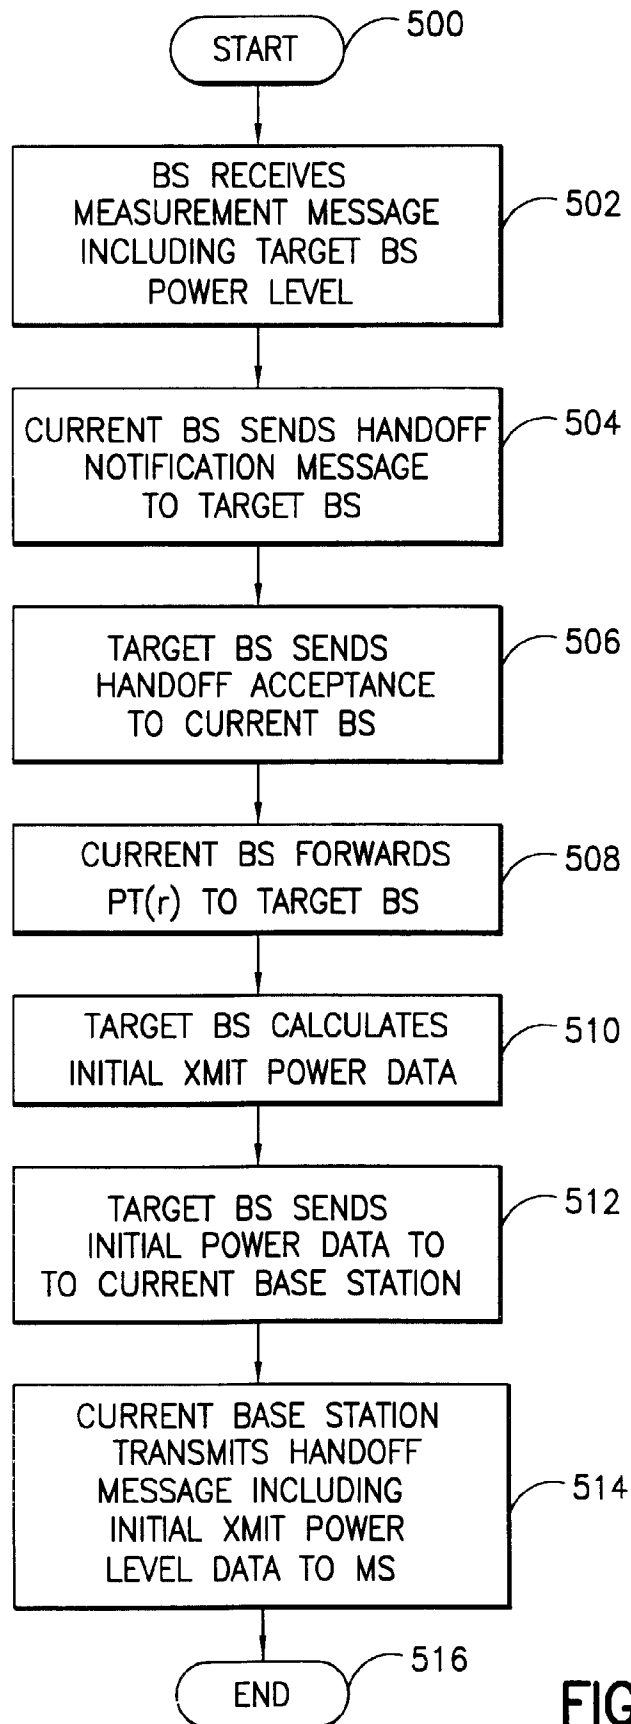 START
500
BS RECEIVES
MEASUREMENT MESSAGE
INCLUDING TARGET BS
POWER LEVEL
502
CURRENT BS SENDS HANDOFF
NOTIFICATION MESSAGE
TO TARGET BS
504
TARGET BS SENDS
HANDOFF ACCEPTANCE
TO CURRENT BS
506
CURRENT BS FORWARDS
PT(r) TO TARGET BS
508
TARGET BS CALCULATES
INITIAL XMIT POWER DATA
510
TARGET BS SENDS
INITIAL POWER DATA TO
TO CURRENT BASE STATION
512
CURRENT BASE STATION
TRANSMITS HANDOFF
MESSAGE INCLUDING
INITIAL XMIT POWER
LEVEL DATA TO MS
514
END
516
FIG